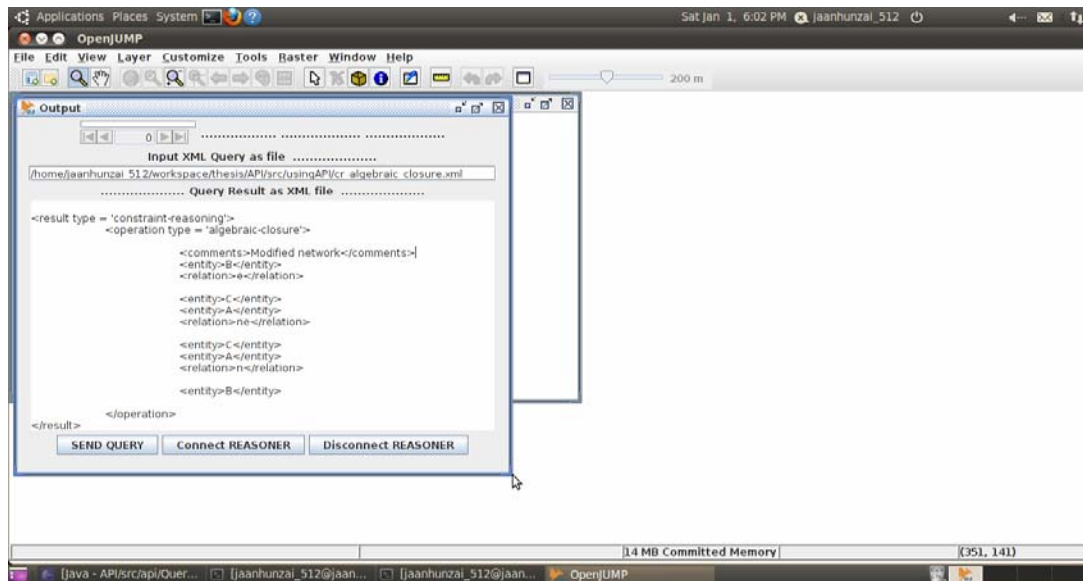 Applications Places System Sat Jan 1, 6:02 PM jaanhunzai_512
OpenJUMP
File Edit View Layer Customize Tools Raster Window Help
200 m
Output
0 .................. ................... ...................
Input XML Query as file ....................
/home/jaanhunzai_512/workspace/thesis/API/src/usingAPI/cr_algebraic_closure.xml
.................... Query Result as XML file ....................
<result type = 'constraint-reasoning'>
<operation type = 'algebraic-closure'>
<comments>Modified network</comments>
<entity>B</entity>
<relation>e</relation>
<entity>C</entity>
<entity>A</entity>
<relation>ne</relation>
<entity>C</entity>
<entity>A</entity>
<relation>n</relation>
<entity>B</entity>
</operation>
</result>
SEND QUERY Connect REASONER Disconnect REASONER
14 MB Committed Memory (351, 141)
[Java - API/src/api/Quer... [jaanhunzai_512@jaan... [jaanhunzai_512@jaan... OpenJUMP